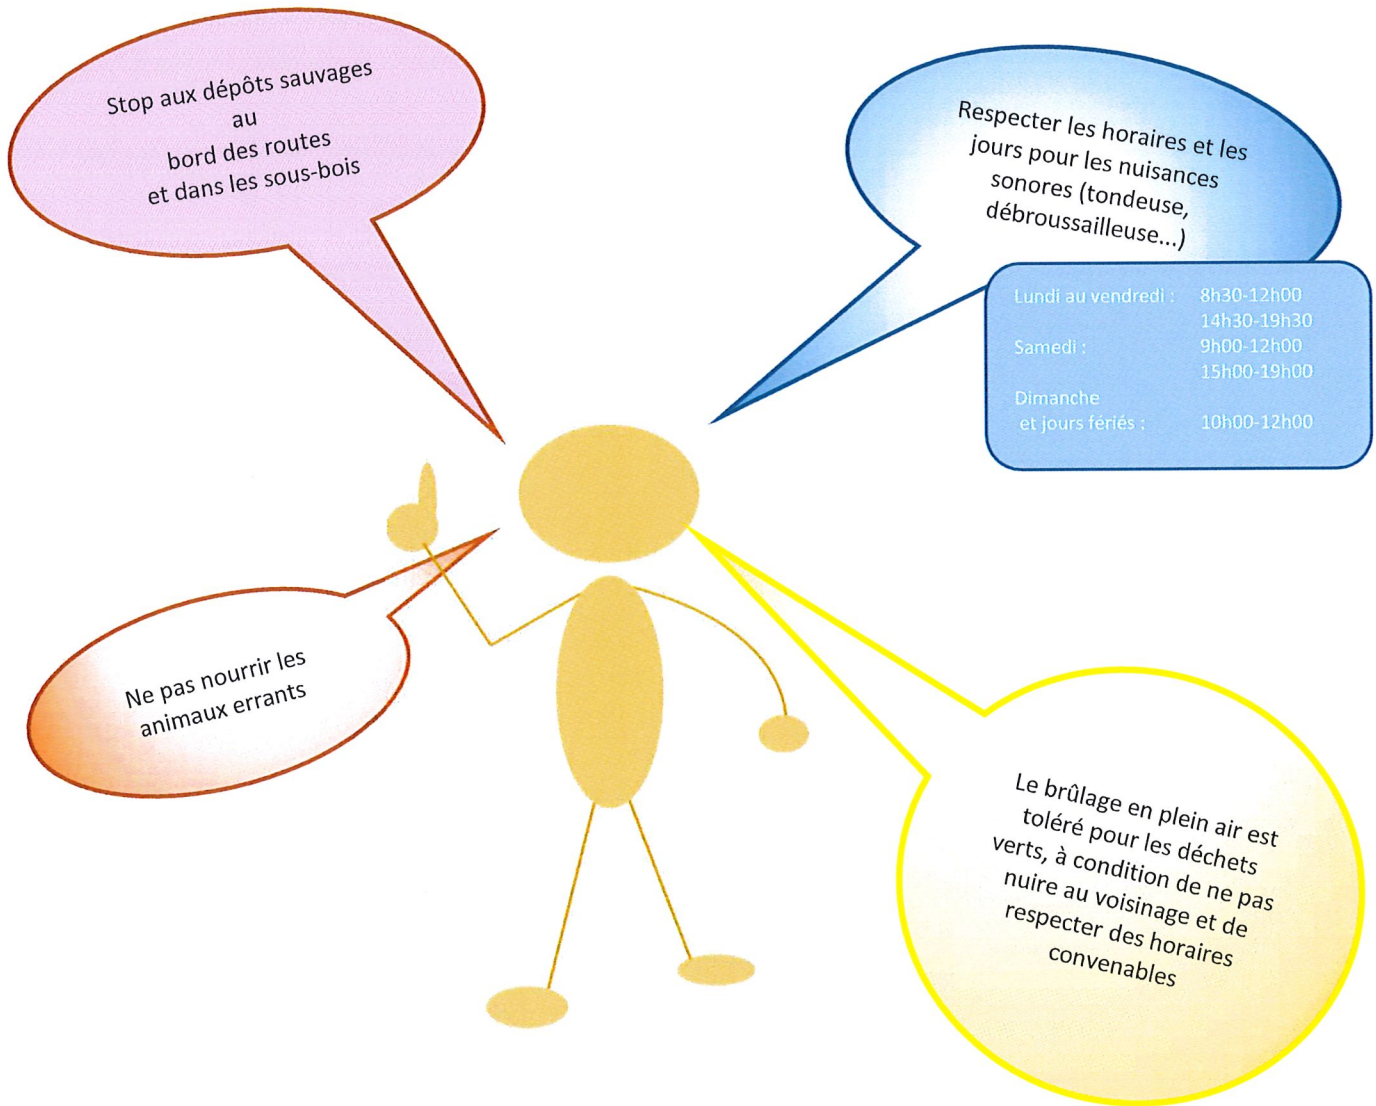 Stop aux dépôts sauvages
au
bord des routes
et dans les sous-bois
Respecter les horaires et les
jours pour les nuisances
sonores (tondeuse,
débroussailleuse...)
Lundi au vendredi : 8h30-12h00
14h30-19h30
Samedi : 9h00-12h00
15h00-19h00
Dimanche
et jours fériés : 10h00-12h00
Ne pas nourrir les
animaux errants
Le brûlage en plein air est
toléré pour les déchets
verts, à condition de ne pas
nuire au voisinage et de
respecter des horaires
convenables